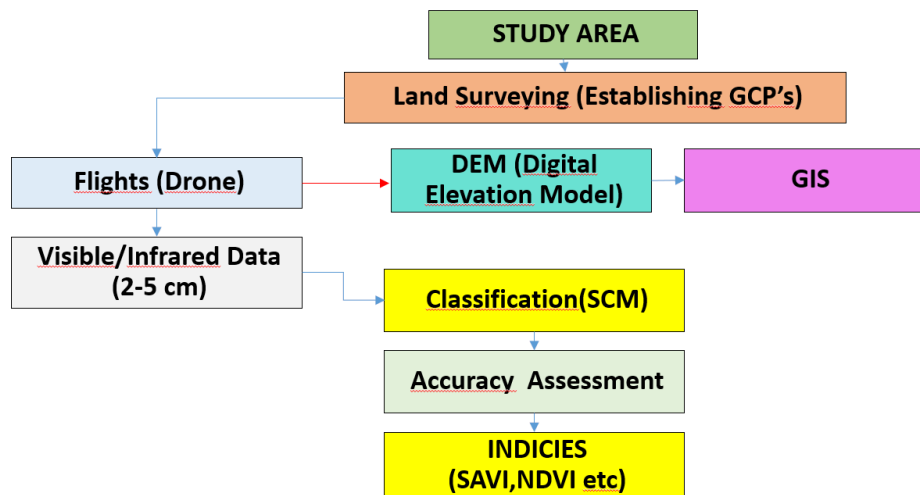 STUDY AREA
Land Surveying (Establishing GCP's)
Flights (Drone)
DEM (Digital
Elevation Model)
GIS
Visible/Infrared Data
(2-5 cm)
Classification(SCM)
Accuracy Assessment
INDICIES
(SAVI,NDVI etc)